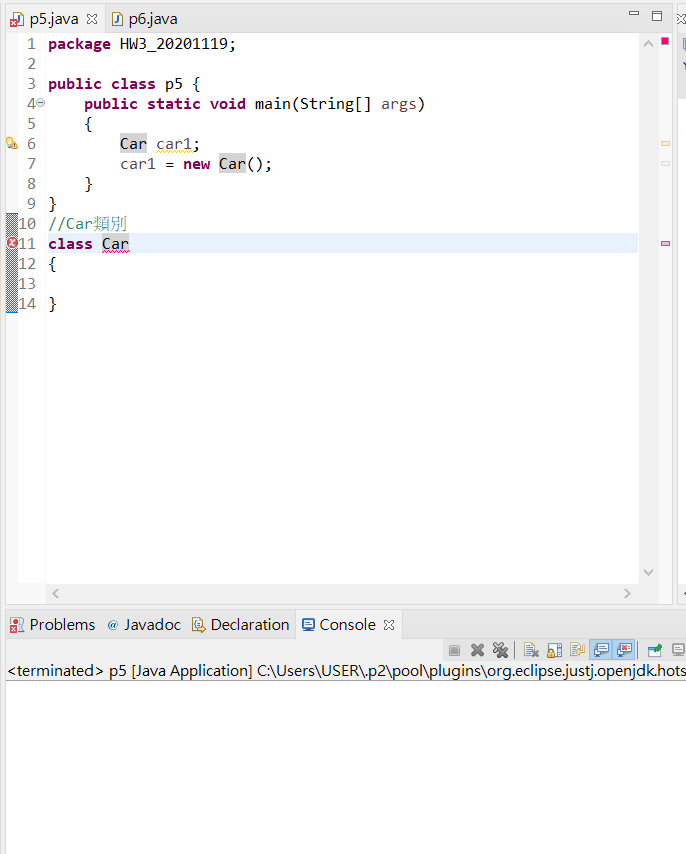 p5.java p6.java
1 package HW3_20201119;
2
3 public class p5 {
4 public static void main(String[] args)
5 {
6 Car car1;
7 car1 = new Car();
8 }
9 }
10 //Car類別
11 class Car
12 {
13
14 }
Problems @ Javadoc Declaration Console
<terminated> p5 [Java Application] C:\Users\USER\.p2\pool\plugins\org.eclipse.justj.openjdk.hots